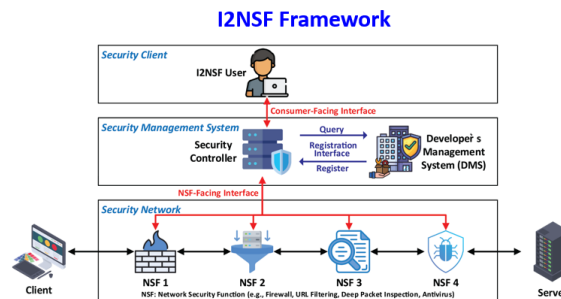 I2NSF Framework
Security Client
I2NSF User
Consumer-Facing Interface
Security Management System
Security
Controller
Query
Registration
Interface
Register
Developer's
Management
System (DMS)
NSF-Facing Interface
Security Network
Client
NSF 1
NSF 2
NSF 3
NSF 4
Serve
NSF: Network Security Function (e.g., Firewall, URL Filtering, Deep Packet Inspection, Antivirus)